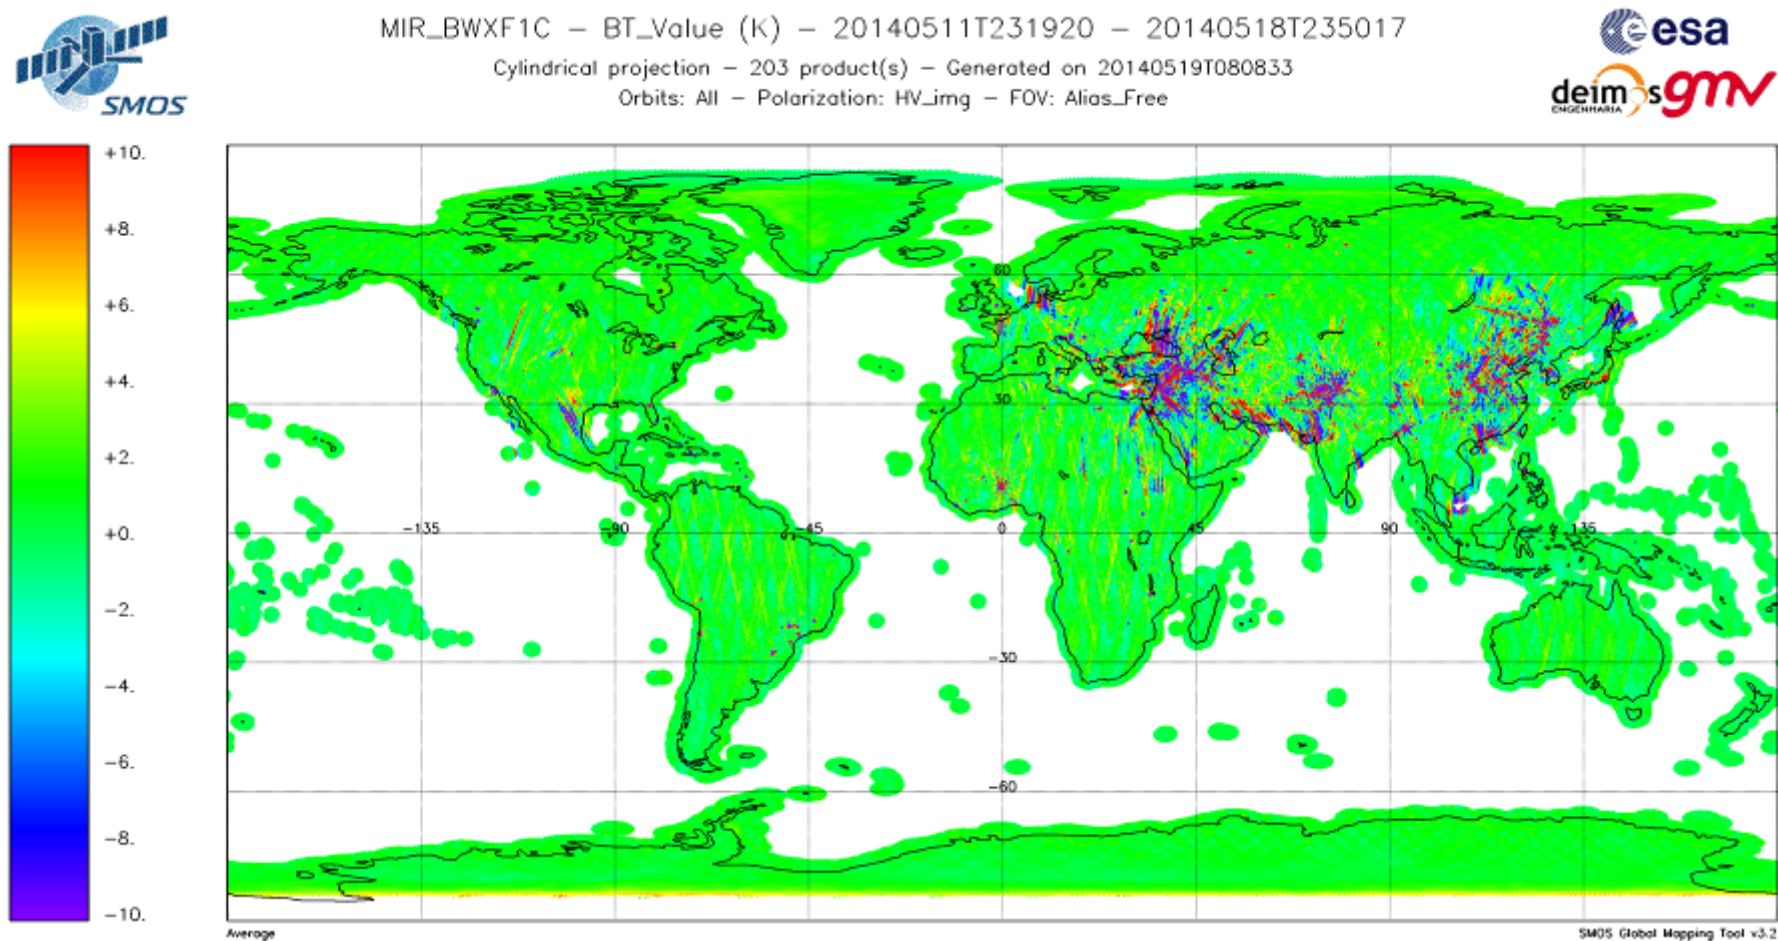 SMOS
MIR_BWXF1C – BT_Value (K) – 20140511T231920 – 20140518T235017
Cylindrical projection – 203 product(s) – Generated on 20140519T080833
Orbits: All – Polarization: HV_img – FOV: Alias_Free
esa
deimos
ENGENHARIA
gmv
+10.
+8.
+6.
+4.
+2.
+0.
−2.
−4.
−6.
−8.
−10.
60
30
−135
−90
−45
0
45
90
135
−30
−60
Average
SMOS Global Mapping Tool v3.2